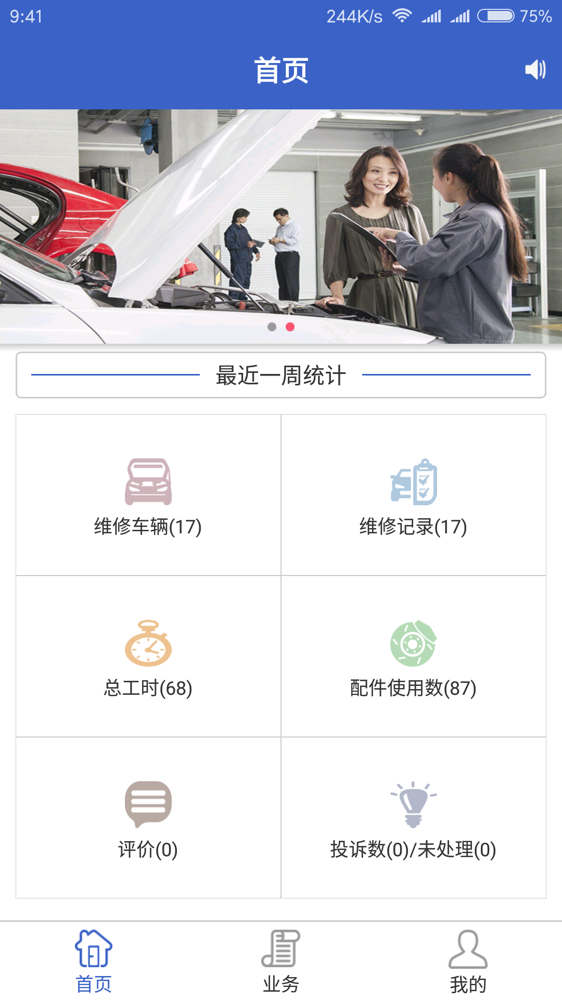 9:41 244K/s 75%
首页
最近一周统计
维修车辆(17) 维修记录(17)
总工时(68) 配件使用数(87)
评价(0) 投诉数(0)/未处理(0)
首页 业务 我的